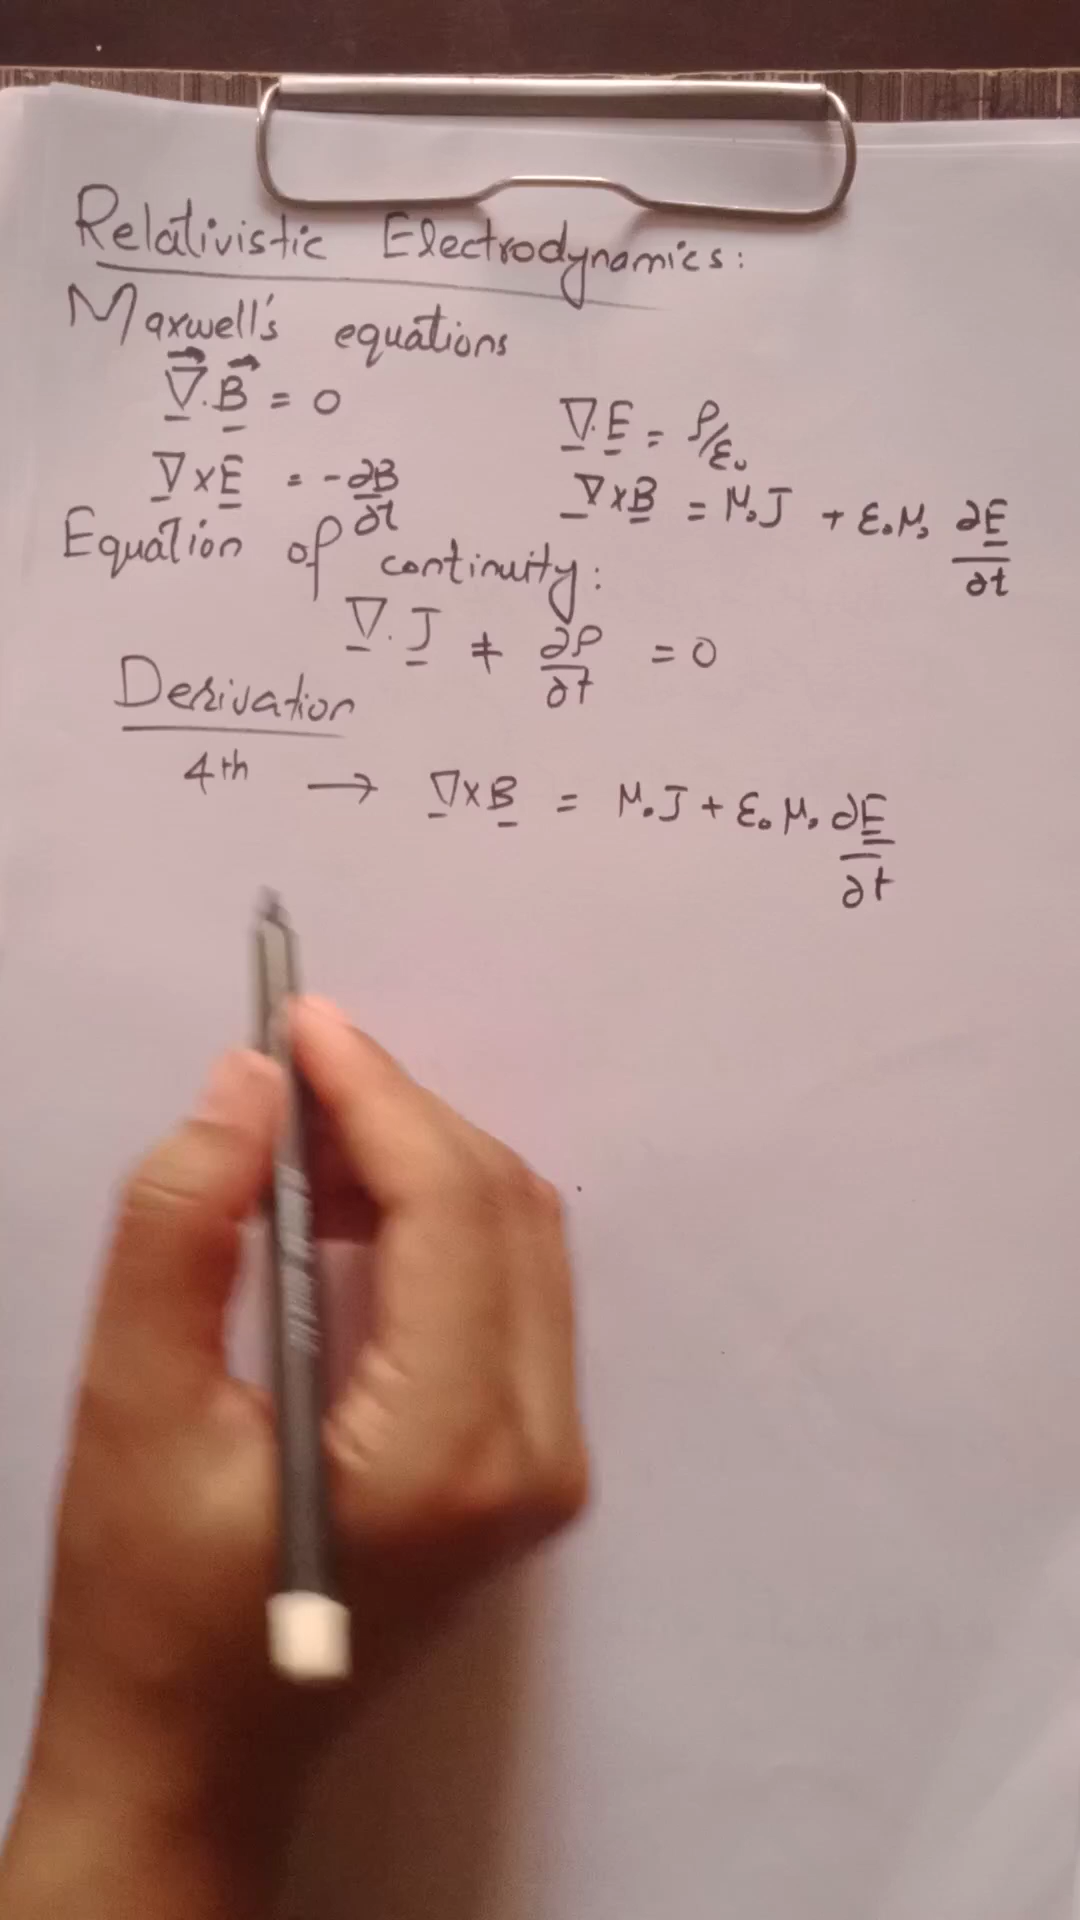 Relativistic Electrodynamics:
Maxwell's equations
∇.B = 0
∇.E = ρ/ε₀
∇×E = -∂B/∂t
∇×B = μ₀J + ε₀μ₀ ∂E/∂t
Equation of continuity:
∇.J + ∂ρ/∂t = 0
Derivation
4th → ∇×B = μ₀J + ε₀μ₀ ∂E/∂t